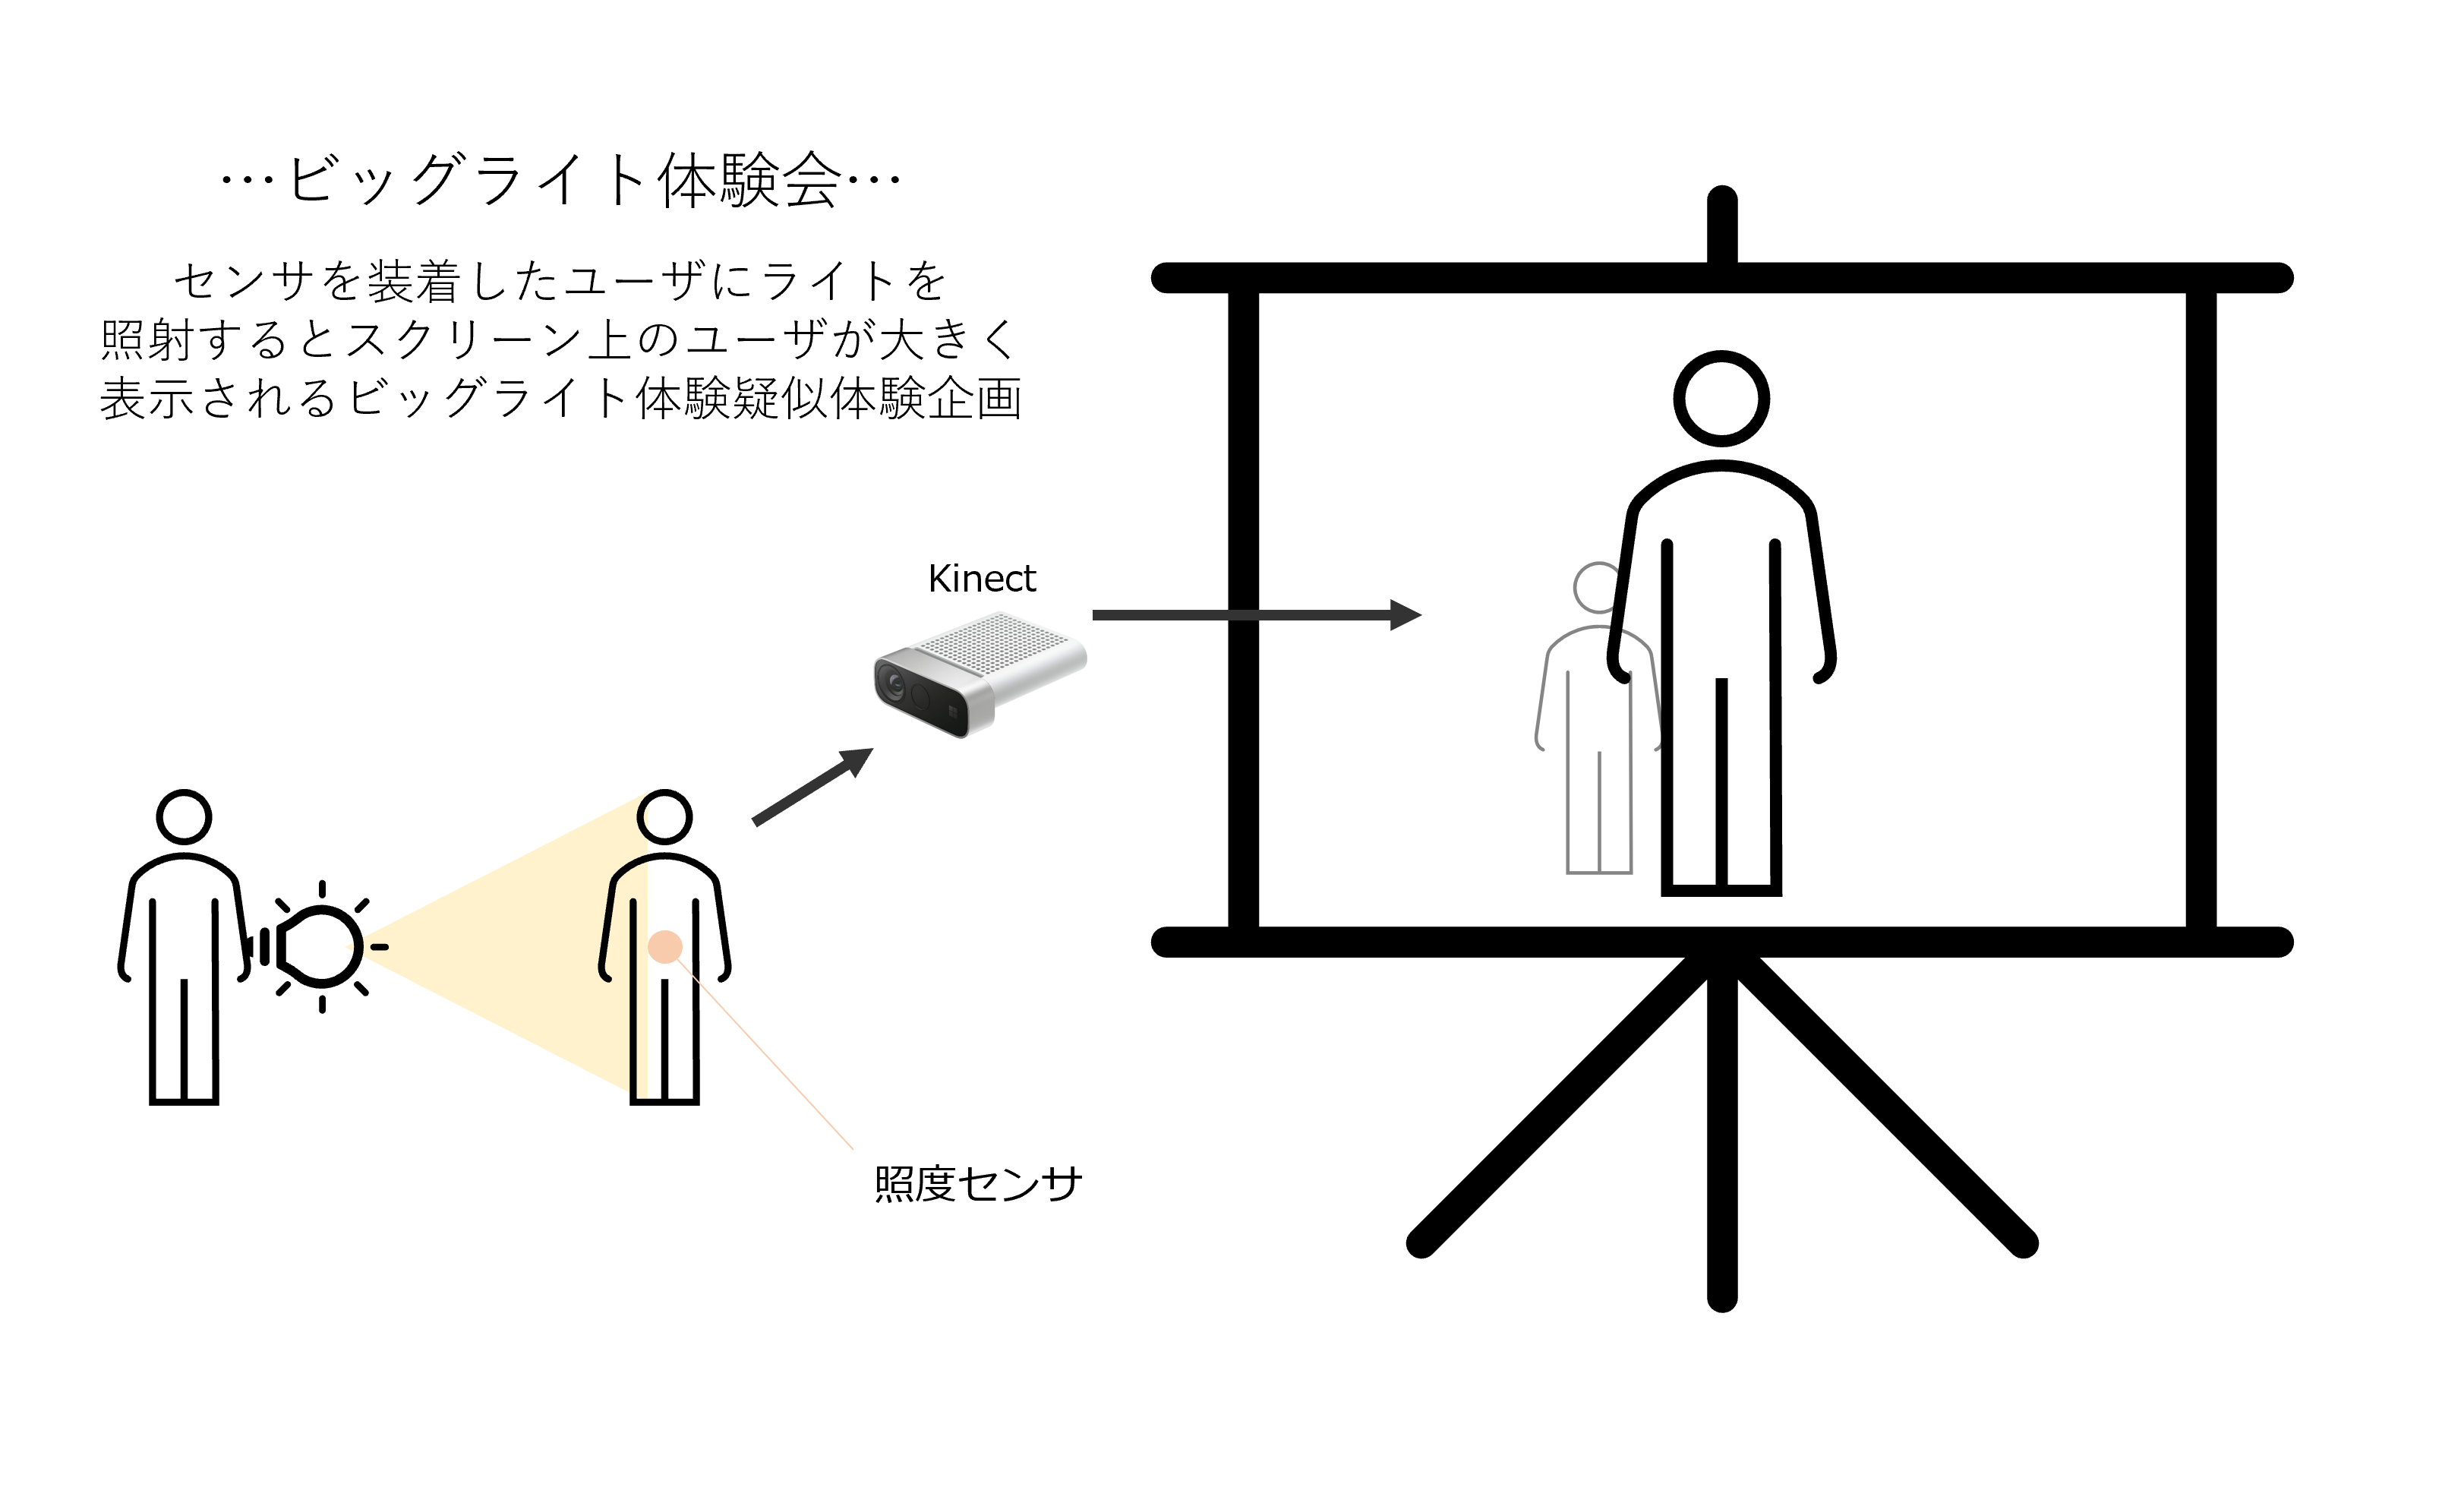 …ビッグライト体験会…
センサを装着したユーザにライトを
照射するとスクリーン上のユーザが大きく
表示されるビッグライト体験疑似体験企画
Kinect
照度センサ